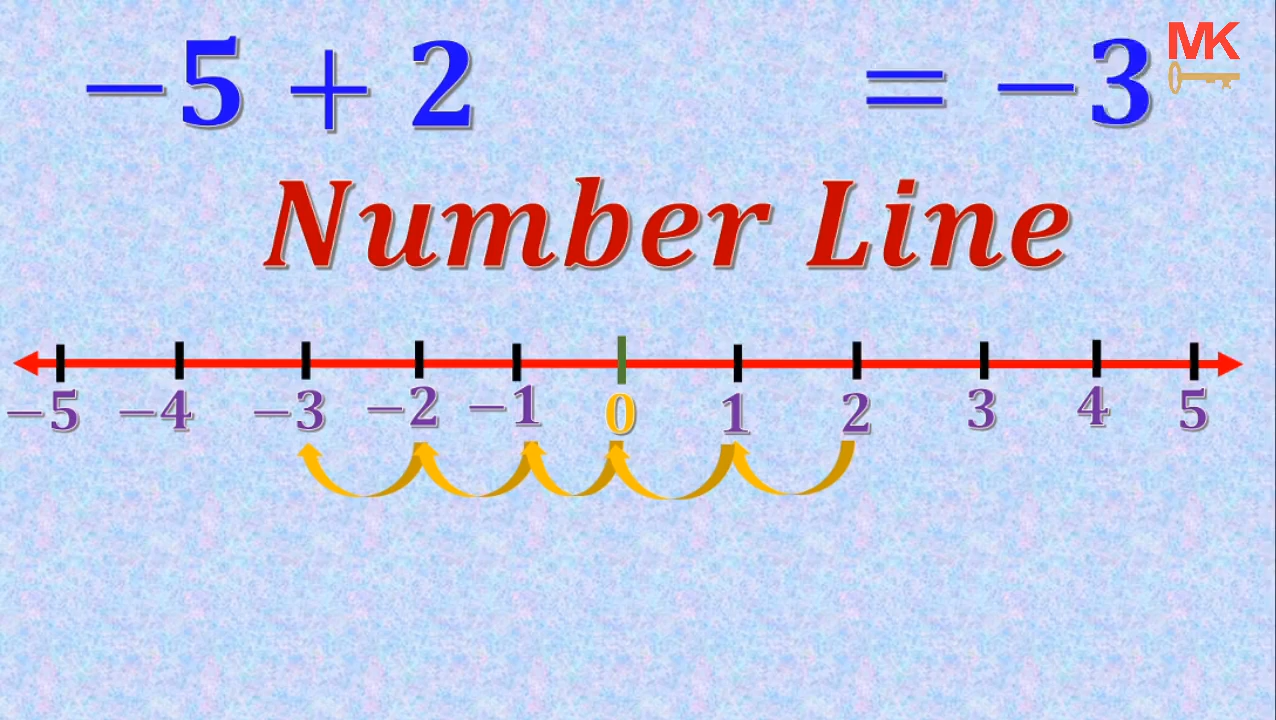 −5 + 2 = −3
MK
Number Line
−5 −4 −3 −2 −1 0 1 2 3 4 5